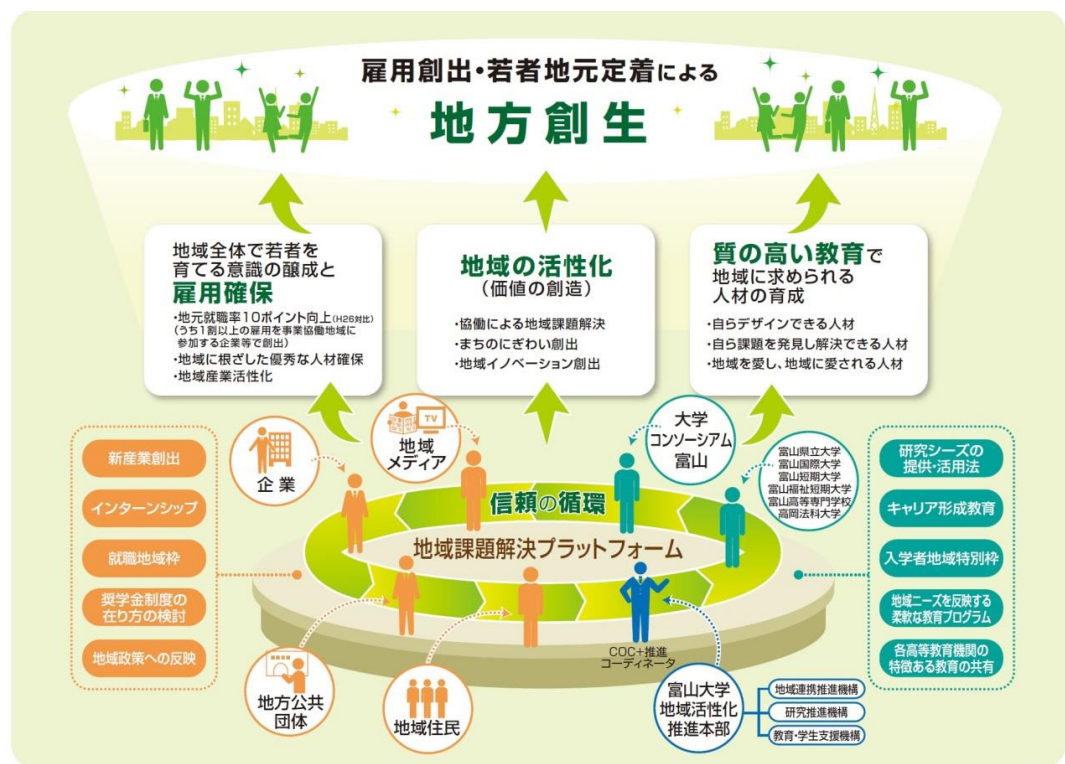 雇用創出・若者地元定着による
地方創生
地域全体で若者を
育てる意識の醸成と
雇用確保
・地元就職率10ポイント向上(H26対比)
(うち1割以上の雇用を事業協働地域に
参加する企業等で創出)
・地域に根ざした優秀な人材確保
・地域産業活性化
地域の活性化
(価値の創造)
・協働による地域課題解決
・まちのにぎわい創出
・地域イノベーション創出
質の高い教育で
地域に求められる
人材の育成
・自らデザインできる人材
・自ら課題を発見し解決できる人材
・地域を愛し、地域に愛される人材
新産業創出
インターンシップ
就職地域枠
奨学金制度の
在り方の検討
地域政策への反映
企業
TV
地域
メディア
大学
コンソーシアム
富山
富山県立大学
富山国際大学
富山短期大学
富山福祉短期大学
富山高等専門学校
高岡法科大学
研究シーズの
提供・活用法
キャリア形成教育
入学者地域特別枠
地域ニーズを反映する
柔軟な教育プログラム
各高等教育機関の
特徴ある教育の共有
信頼の循環
地域課題解決プラットフォーム
COC+推進
コーディネータ
地方公共
団体
地域住民
富山大学
地域活性化
推進本部
地域連携推進機構
研究推進機構
教育・学生支援機構